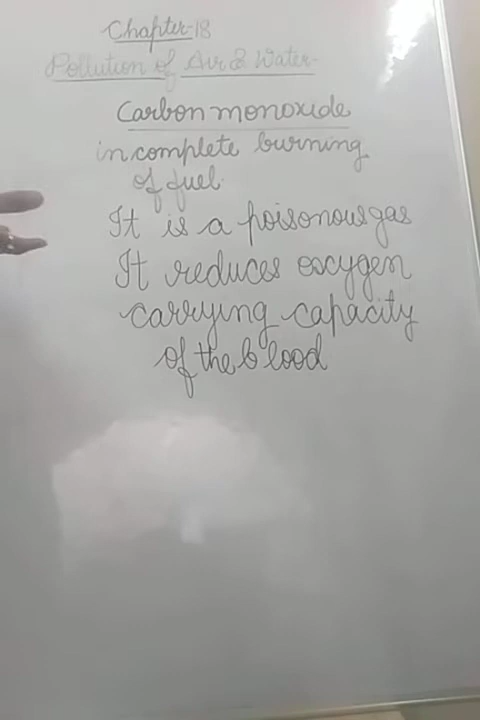 Chapter-18
Pollution of Air & Water-
Carbon monoxide
incomplete burning
of fuel.
It is a poisonous gas
It reduces oxygen
carrying capacity
of the blood